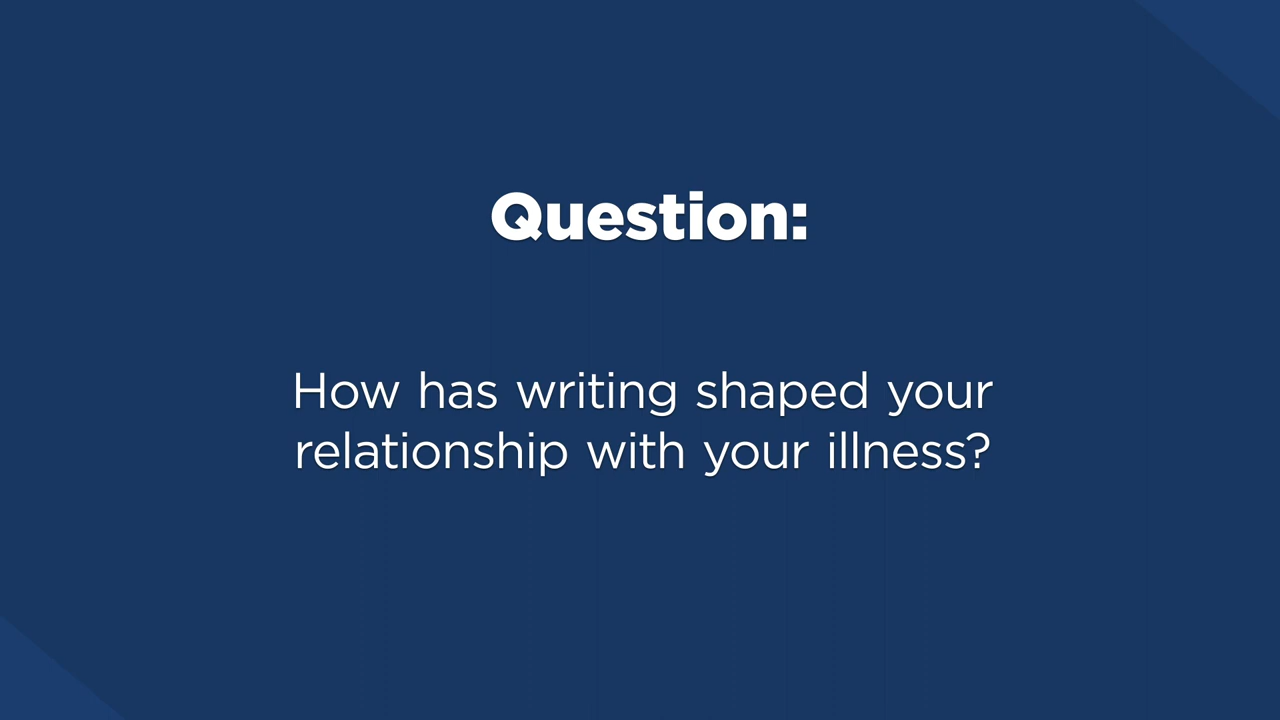 Question:
How has writing shaped your
relationship with your illness?